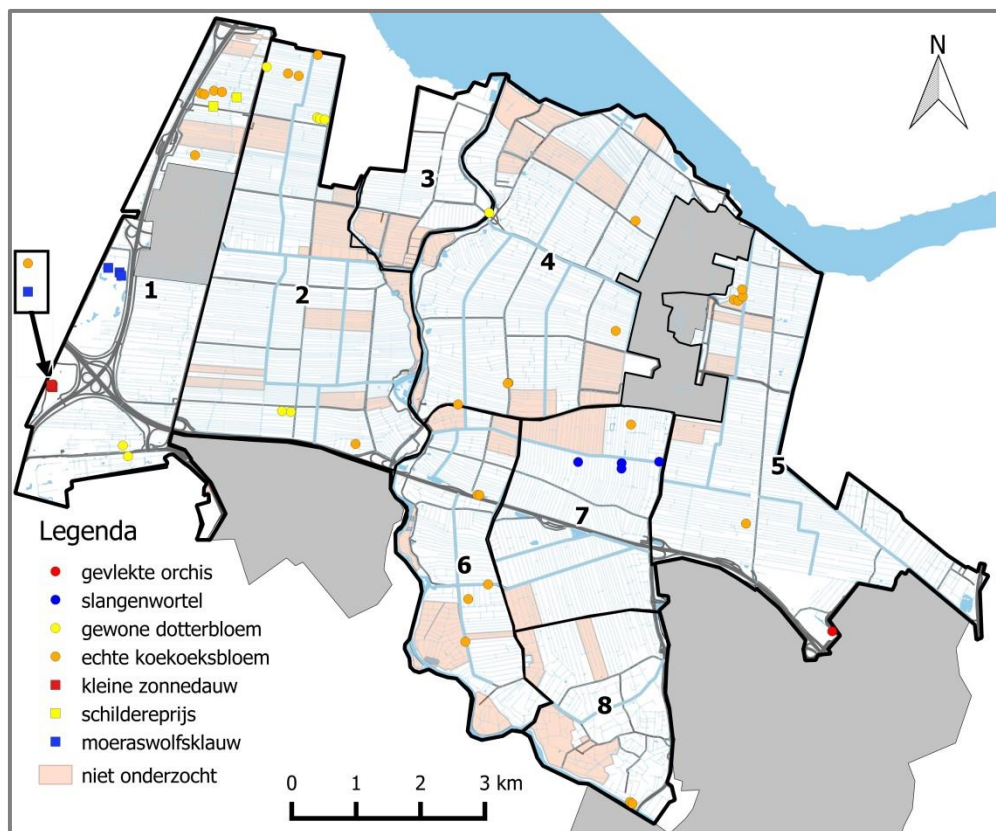 N
3
4
1
2
5
7
6
8
Legenda
gevlekte orchis
slangenwortel
gewone dotterbloem
echte koekoeksbloem
kleine zonnedauw
schildereprijs
moeraswolfsklauw
niet onderzocht
0 1 2 3 km